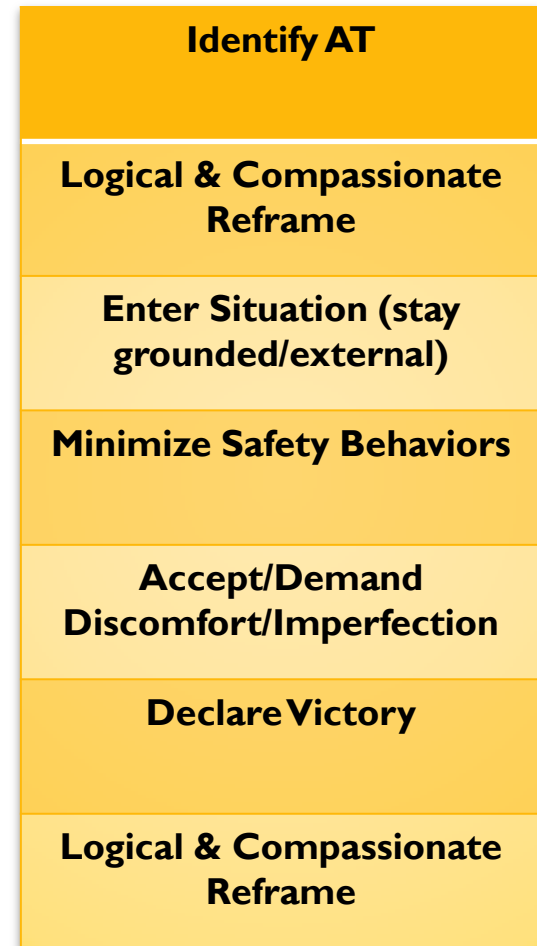 Identify AT
Logical & Compassionate
Reframe
Enter Situation (stay
grounded/external)
Minimize Safety Behaviors
Accept/Demand
Discomfort/Imperfection
Declare Victory
Logical & Compassionate
Reframe